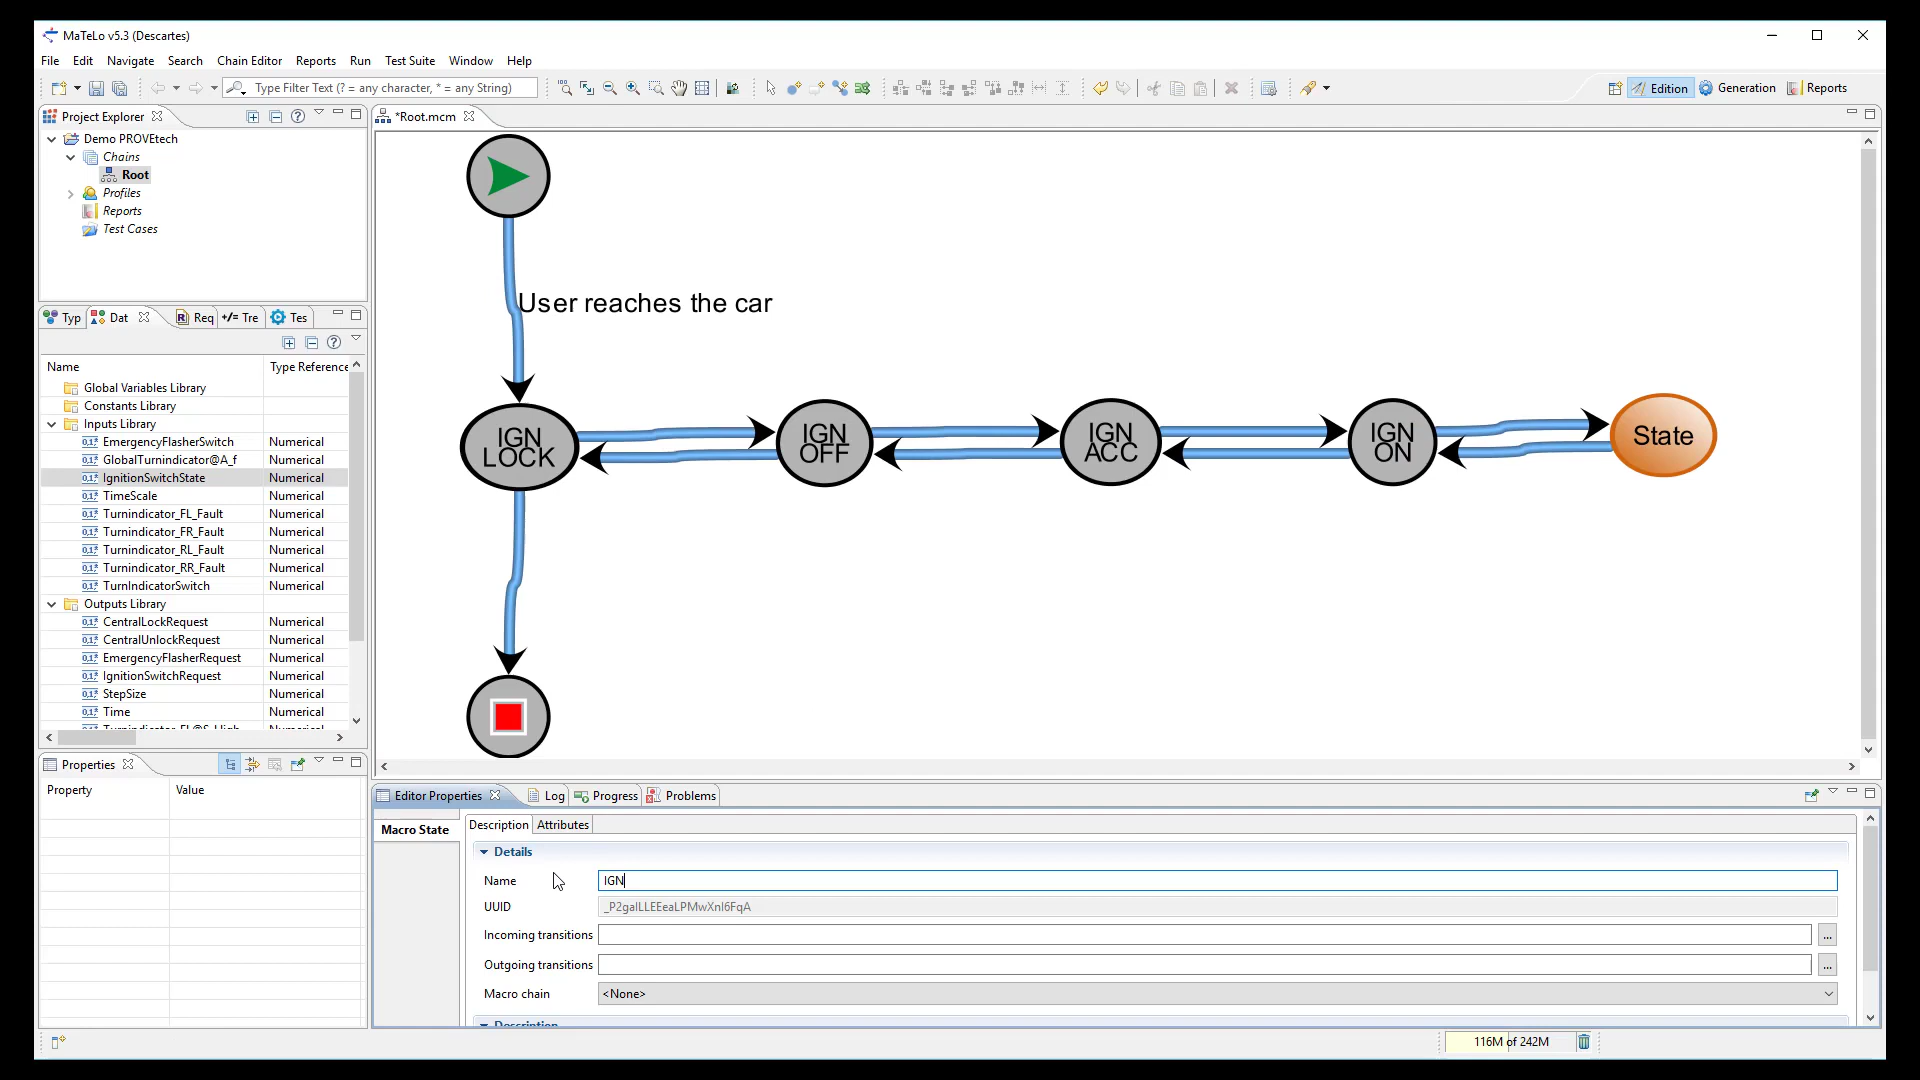 MaTeLo v5.3 (Descartes)
File Edit Navigate Search Chain Editor Reports Run Test Suite Window Help
Type Filter Text (? = any character, * = any String)
Edition Generation Reports
Project Explorer
Demo PROVEtech
Chains
Root
Profiles
Reports
Test Cases
*Root.mcm
User reaches the car
IGN
LOCK
IGN
OFF
IGN
ACC
IGN
ON
State
Typ Dat Req +/= Tre Tes
Name Type Reference
Global Variables Library
Constants Library
Inputs Library
EmergencyFlasherSwitch Numerical
GlobalTurnindicator@A_f Numerical
IgnitionSwitchState Numerical
TimeScale Numerical
Turnindicator_FL_Fault Numerical
Turnindicator_FR_Fault Numerical
Turnindicator_RL_Fault Numerical
Turnindicator_RR_Fault Numerical
TurnIndicatorSwitch Numerical
Outputs Library
CentralLockRequest Numerical
CentralUnlockRequest Numerical
EmergencyFlasherRequest Numerical
IgnitionSwitchRequest Numerical
StepSize Numerical
Time Numerical
Properties
Property Value
Editor Properties Log Progress Problems
Macro State
Description Attributes
Details
Name IGN
UUID
Incoming transitions ...
Outgoing transitions ...
Macro chain <None>
Description
116M of 242M